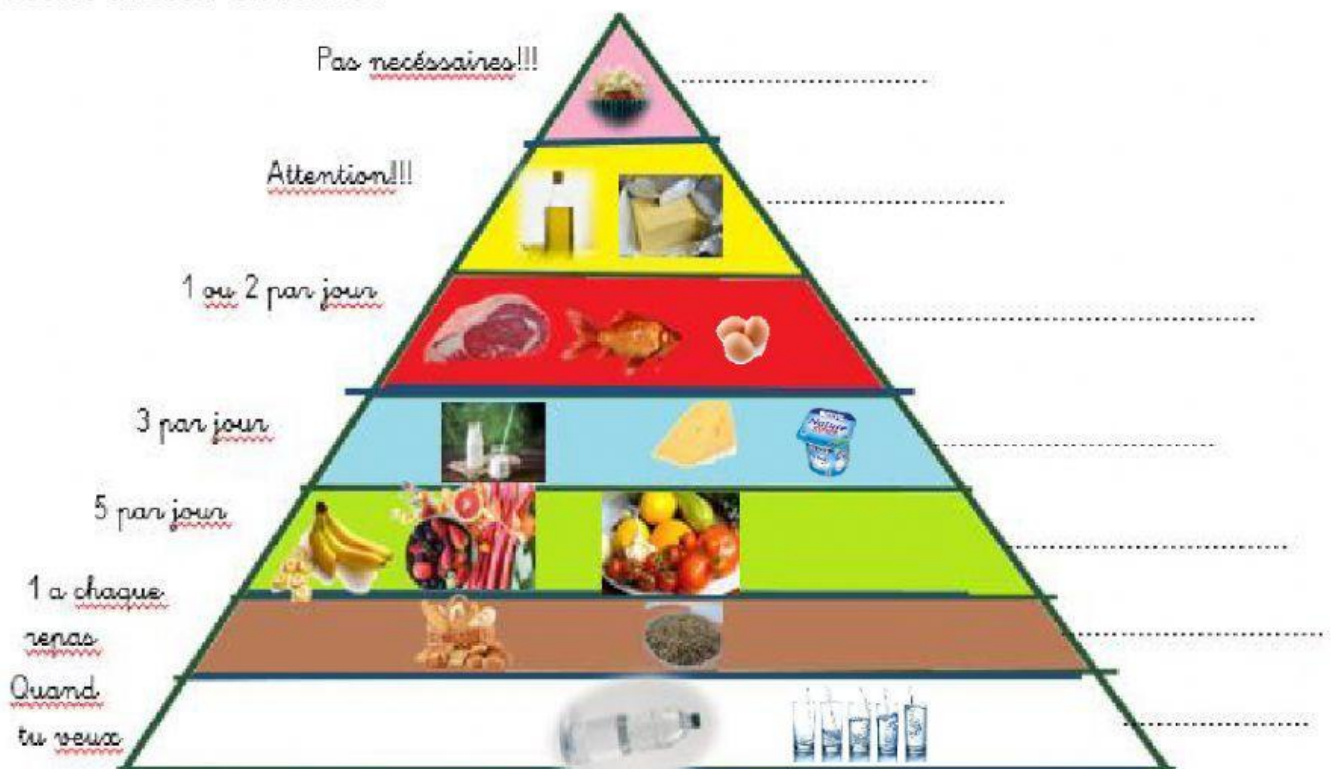 Pas necéssaires!!!
Attention!!!
1 ou 2 par jour
3 par jour
5 par jour
1 a chaque
repas
Quand
tu veux
Nature